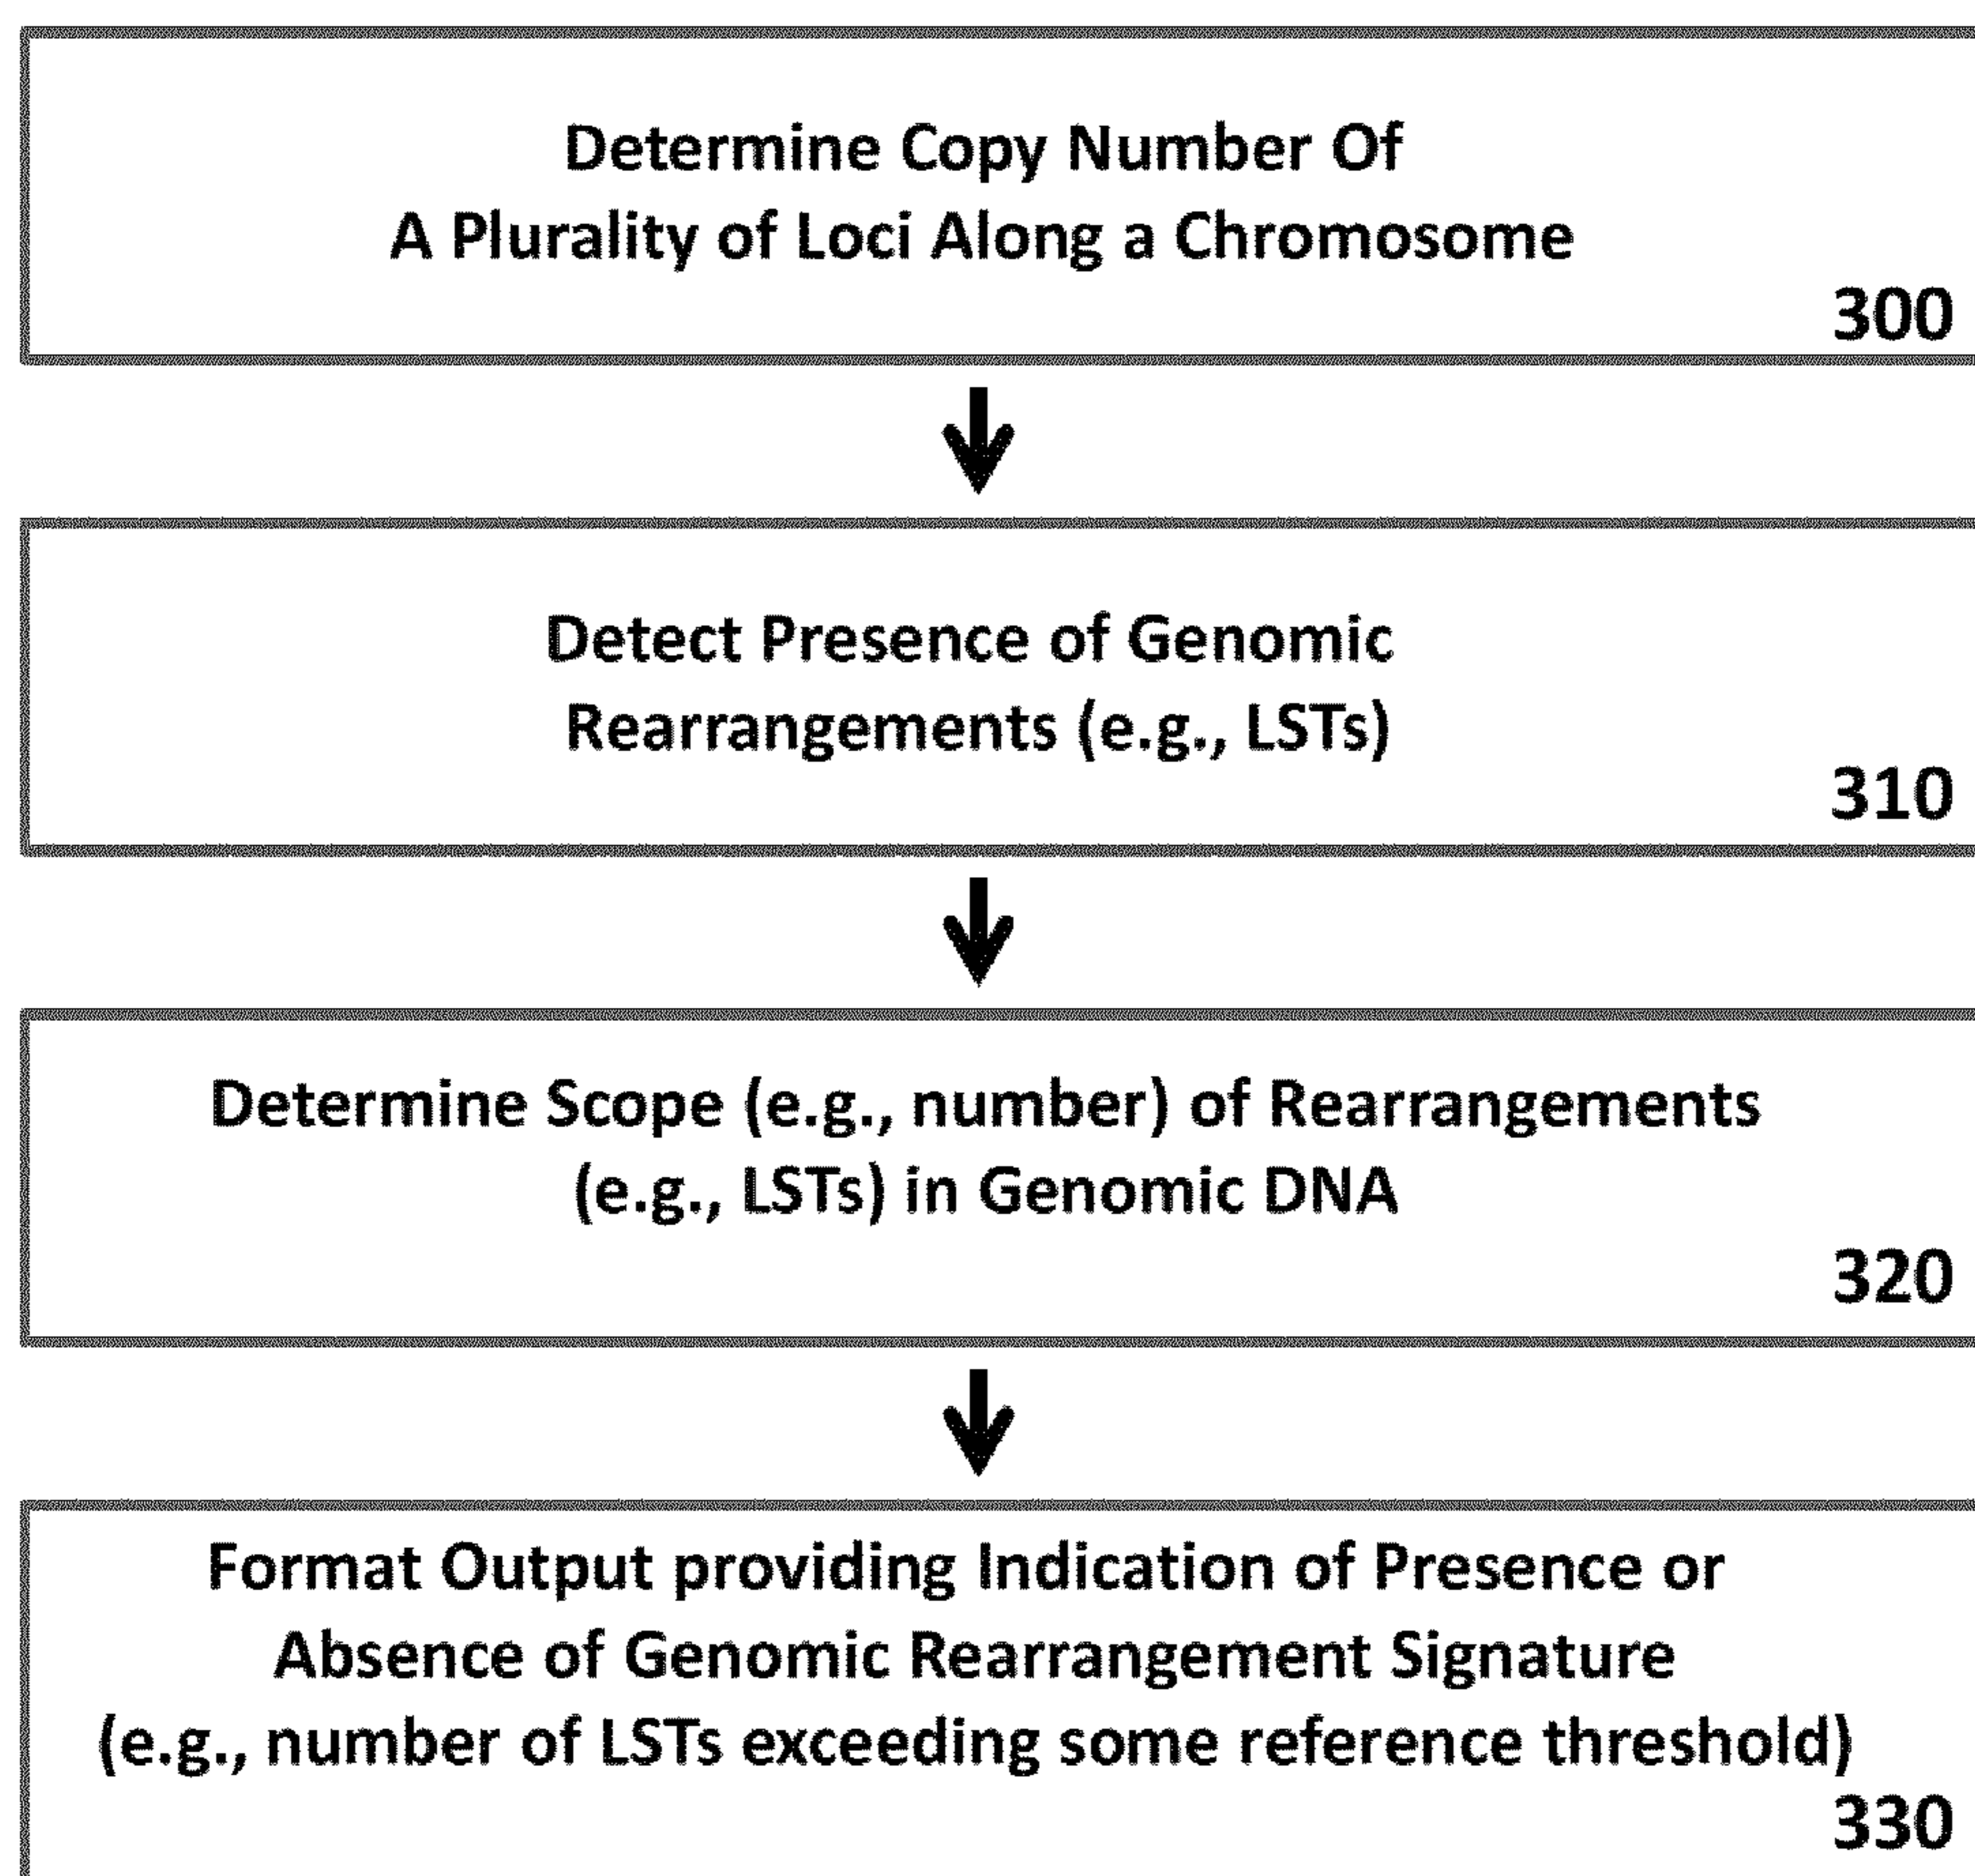 Determine Copy Number Of
A Plurality of Loci Along a Chromosome
300
Detect Presence of Genomic
Rearrangements (e.g., LSTs)
310
Determine Scope (e.g., number) of Rearrangements
(e.g., LSTs) in Genomic DNA
320
Format Output providing Indication of Presence or
Absence of Genomic Rearrangement Signature
(e.g., number of LSTs exceeding some reference threshold)
330